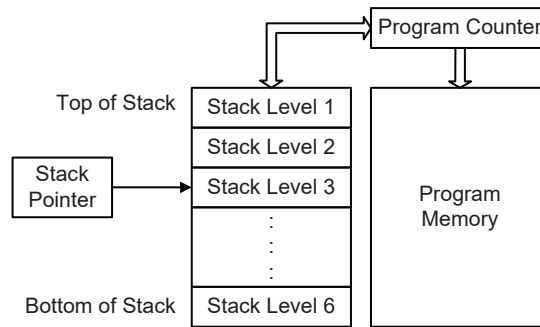 Program Counter
Top of Stack
Stack Level 1
Stack Level 2
Stack
Pointer
Stack Level 3
Program
Memory
:
:
:
Bottom of Stack
Stack Level 6